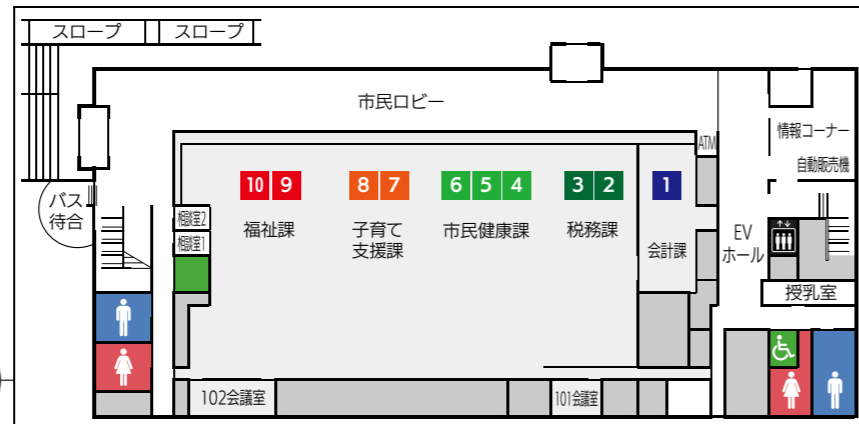 スロープ
スロープ
市民ロビー
ATM
情報コーナー
自動販売機
バス
待合
相談室2
相談室1
10 9
福祉課
8 7
子育て
支援課
6 5 4
市民健康課
3 2
税務課
1
会計課
EV
ホール
授乳室
102会議室
101会議室